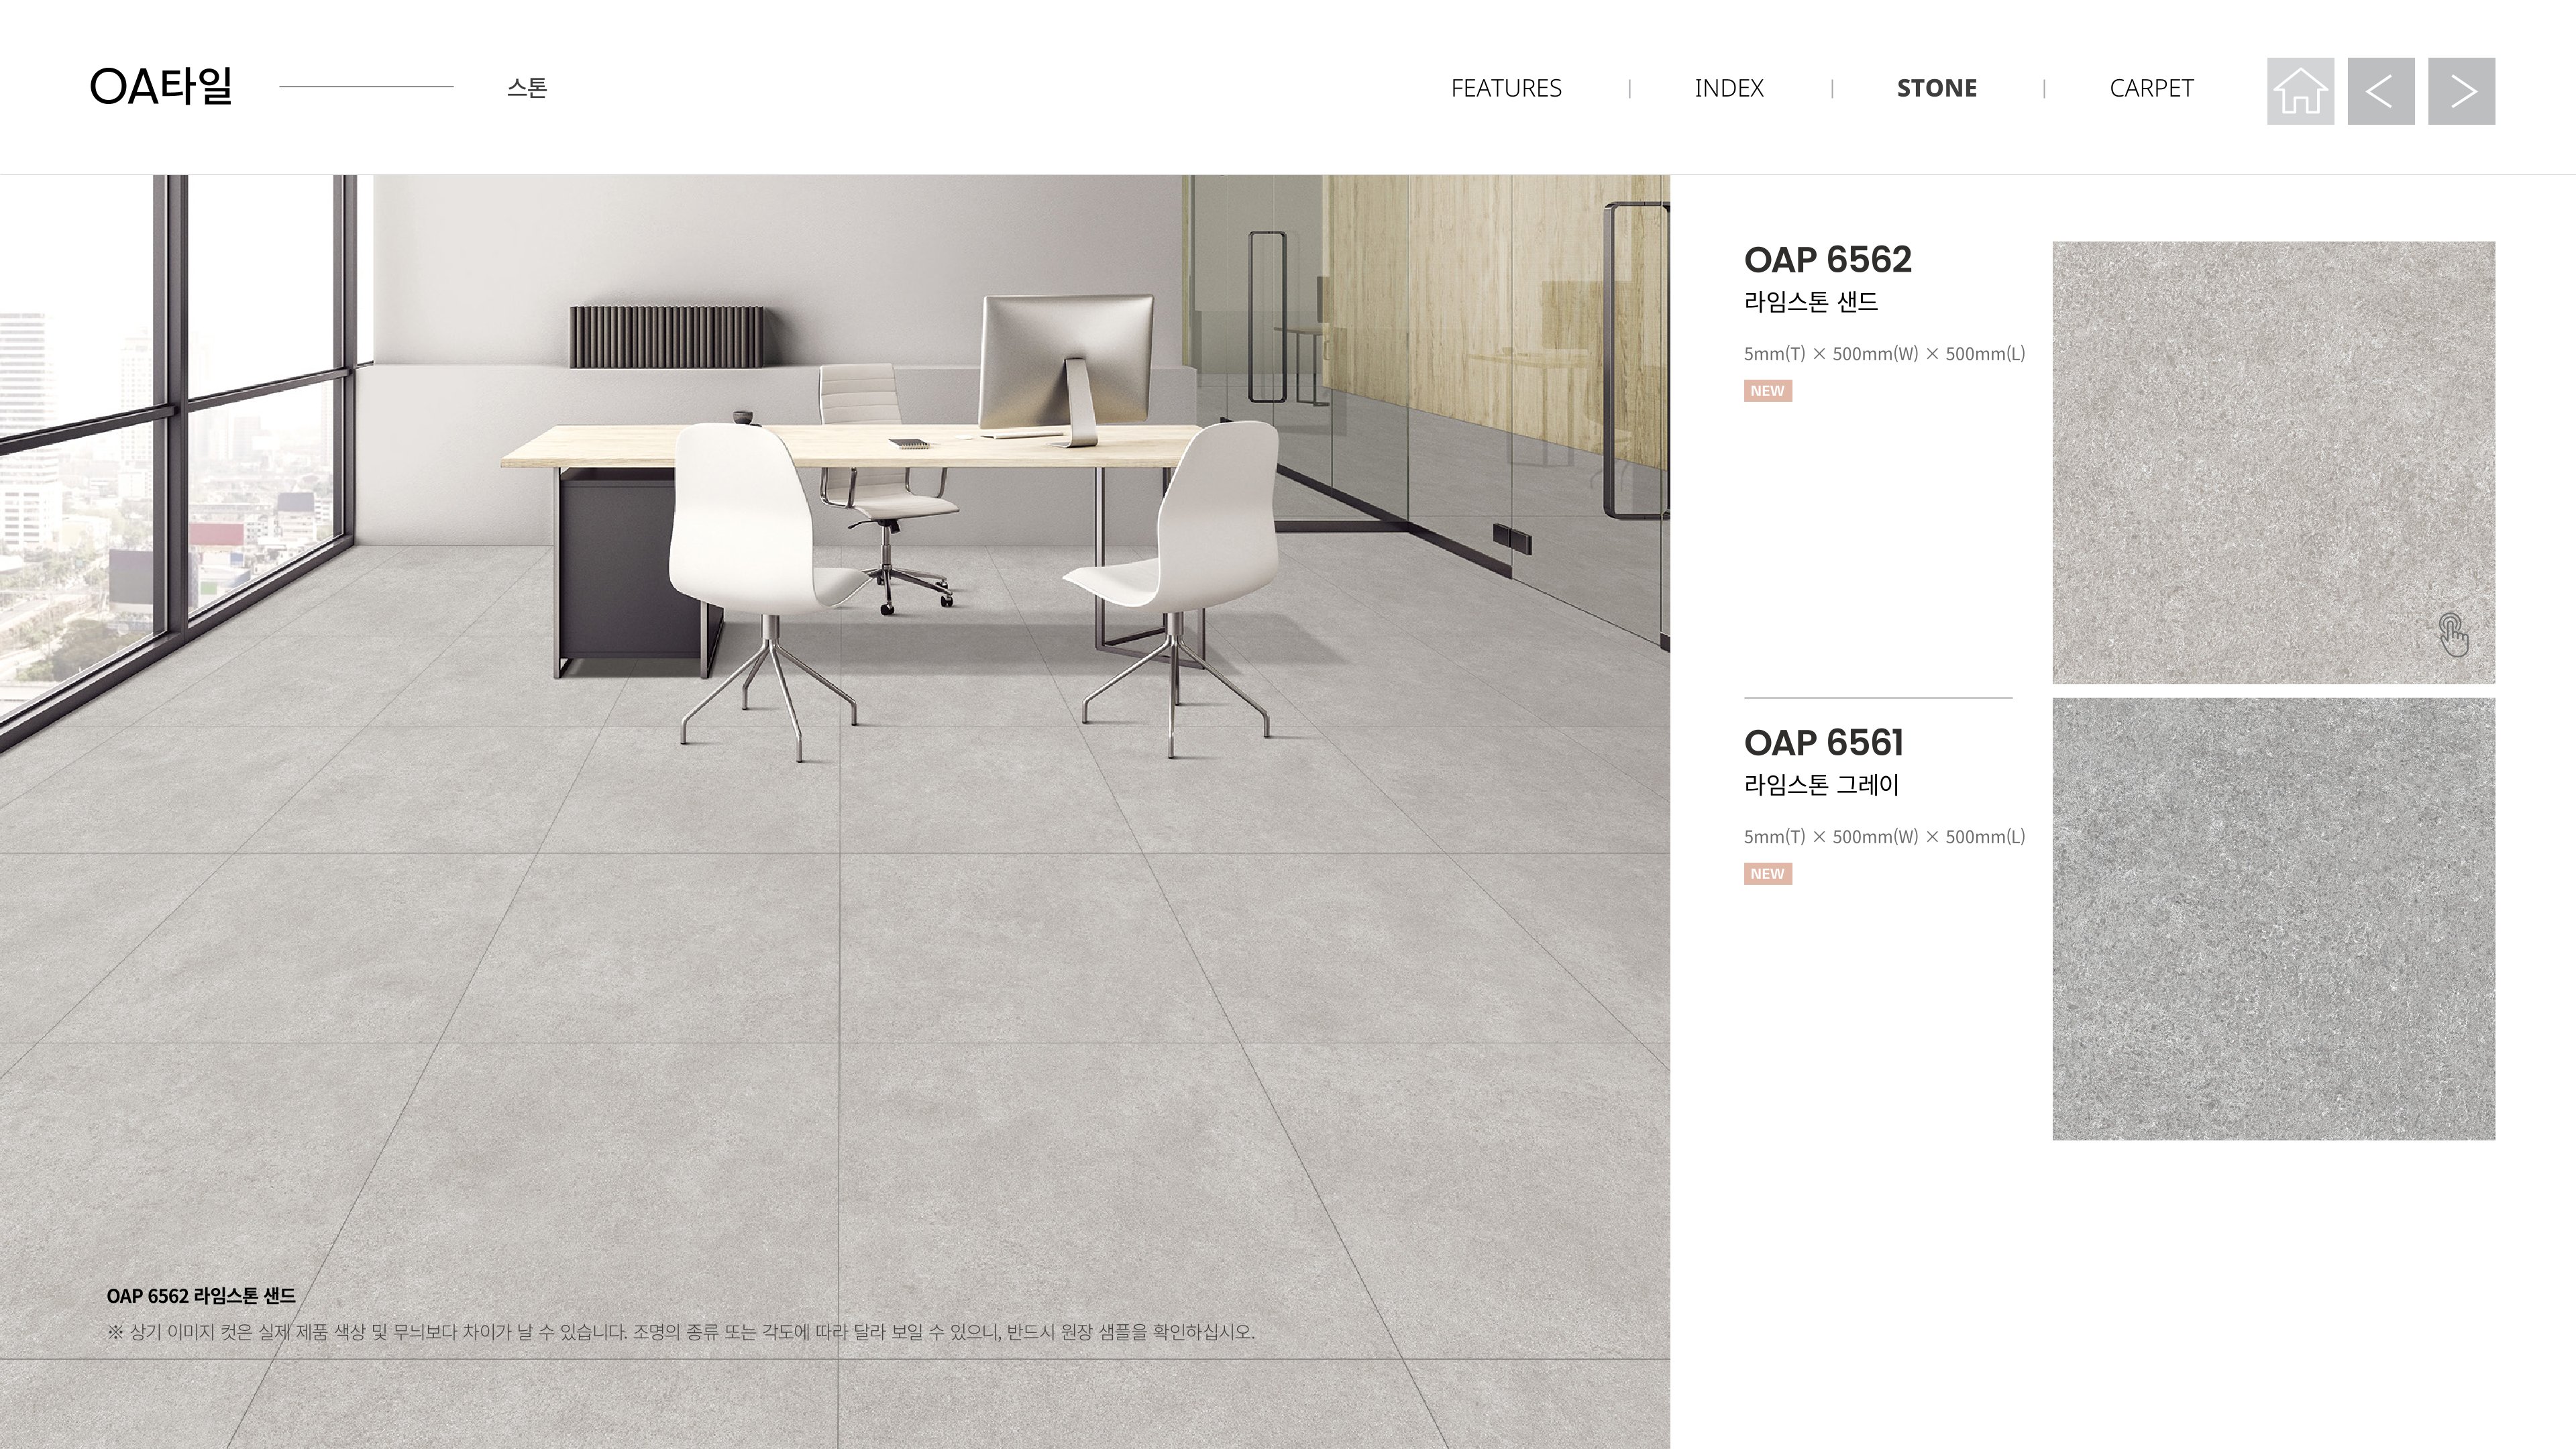 OA타일
스톤
FEATURES | INDEX | STONE | CARPET
OAP 6562
라임스톤 샌드
5mm(T) × 500mm(W) × 500mm(L)
NEW
OAP 6561
라임스톤 그레이
5mm(T) × 500mm(W) × 500mm(L)
NEW
OAP 6562 라임스톤 샌드
※ 상기 이미지 컷은 실제 제품 색상 및 무늬보다 차이가 날 수 있습니다. 조명의 종류 또는 각도에 따라 달라 보일 수 있으니, 반드시 원장 샘플을 확인하십시오.